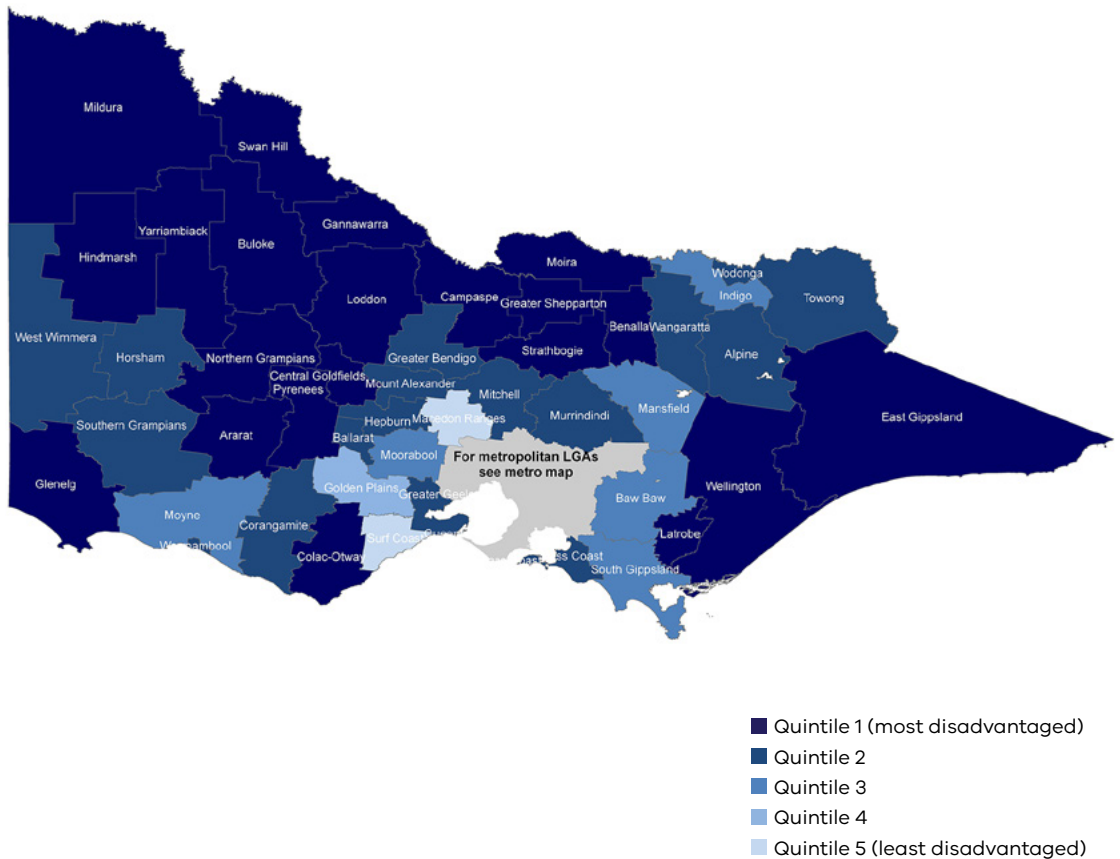 Mildura
Swan Hill
Gannawarra
Yarriambiack
Buloke
Hindmarsh
Moira
Wodonga
Indigo
Towong
Loddon
Campaspe
Greater Shepparton
Benalla
Wangaratta
West Wimmera
Horsham
Northern Grampians
Greater Bendigo
Strathbogie
Alpine
Central Goldfields
Pyrenees
Mount Alexander
Mitchell
Murrindindi
Mansfield
East Gippsland
Southern Grampians
Ararat
Hepburn
Macedon Ranges
Ballarat
Moorabool
For metropolitan LGAs
see metro map
Glenelg
Golden Plains
Greater Geel
Wellington
Baw Baw
Moyne
Corangamite
Latrobe
Colac-Otway
Surf Coast
ss Coast
South Gippsland
Quintile 1 (most disadvantaged)
Quintile 2
Quintile 3
Quintile 4
Quintile 5 (least disadvantaged)